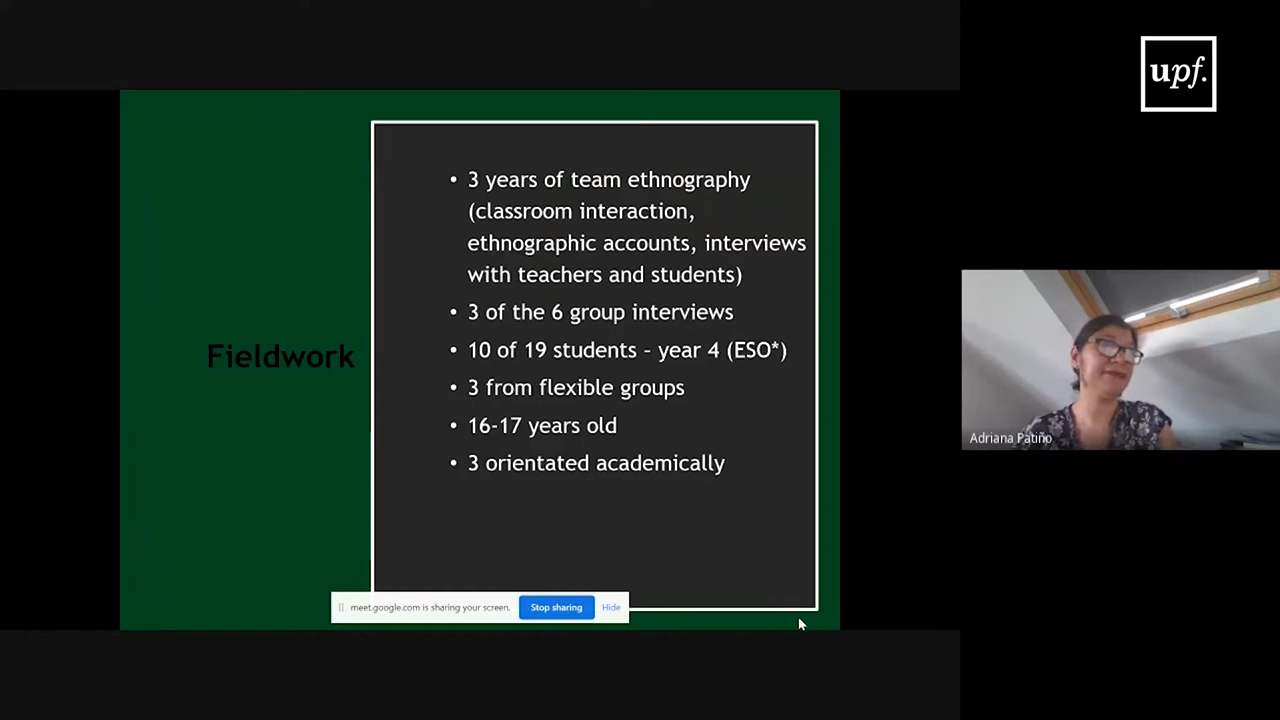 upf.
• 3 years of team ethnography
(classroom interaction,
ethnographic accounts, interviews
with teachers and students)
• 3 of the 6 group interviews
Fieldwork
• 10 of 19 students – year 4 (ESO*)
• 3 from flexible groups
• 16-17 years old
• 3 orientated academically
Adriana Patiño
meet.google.com is sharing your screen.
Stop sharing
Hide